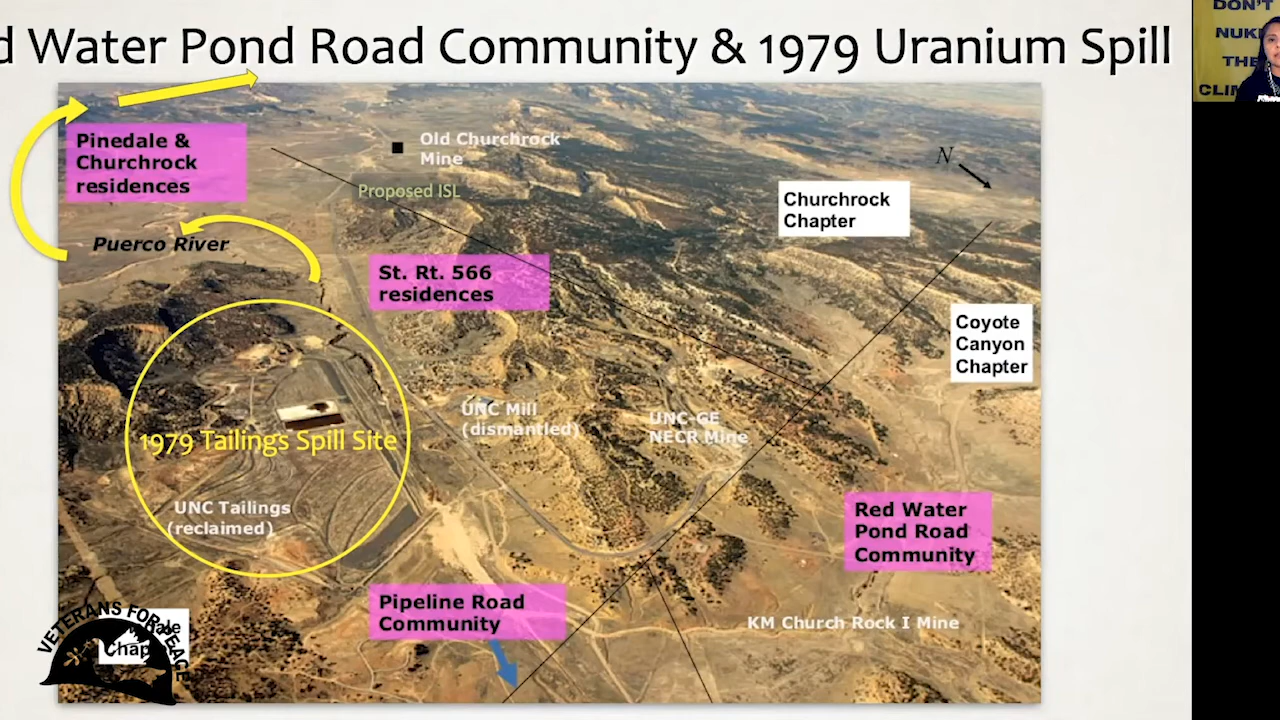 d Water Pond Road Community & 1979 Uranium Spill
DON'T
NUKE
THE
CLIM
Pinedale &
Churchrock
residences
Old Churchrock
Mine
Proposed ISL
N
Churchrock
Chapter
Puerco River
St. Rt. 566
residences
Coyote
Canyon
Chapter
UNC Mill
(dismantled)
UNC-GE
NECR Mine
1979 Tailings Spill Site
UNC Tailings
(reclaimed)
Red Water
Pond Road
Community
Pipeline Road
Community
KM Church Rock I Mine
VETERANS FOR PEACE